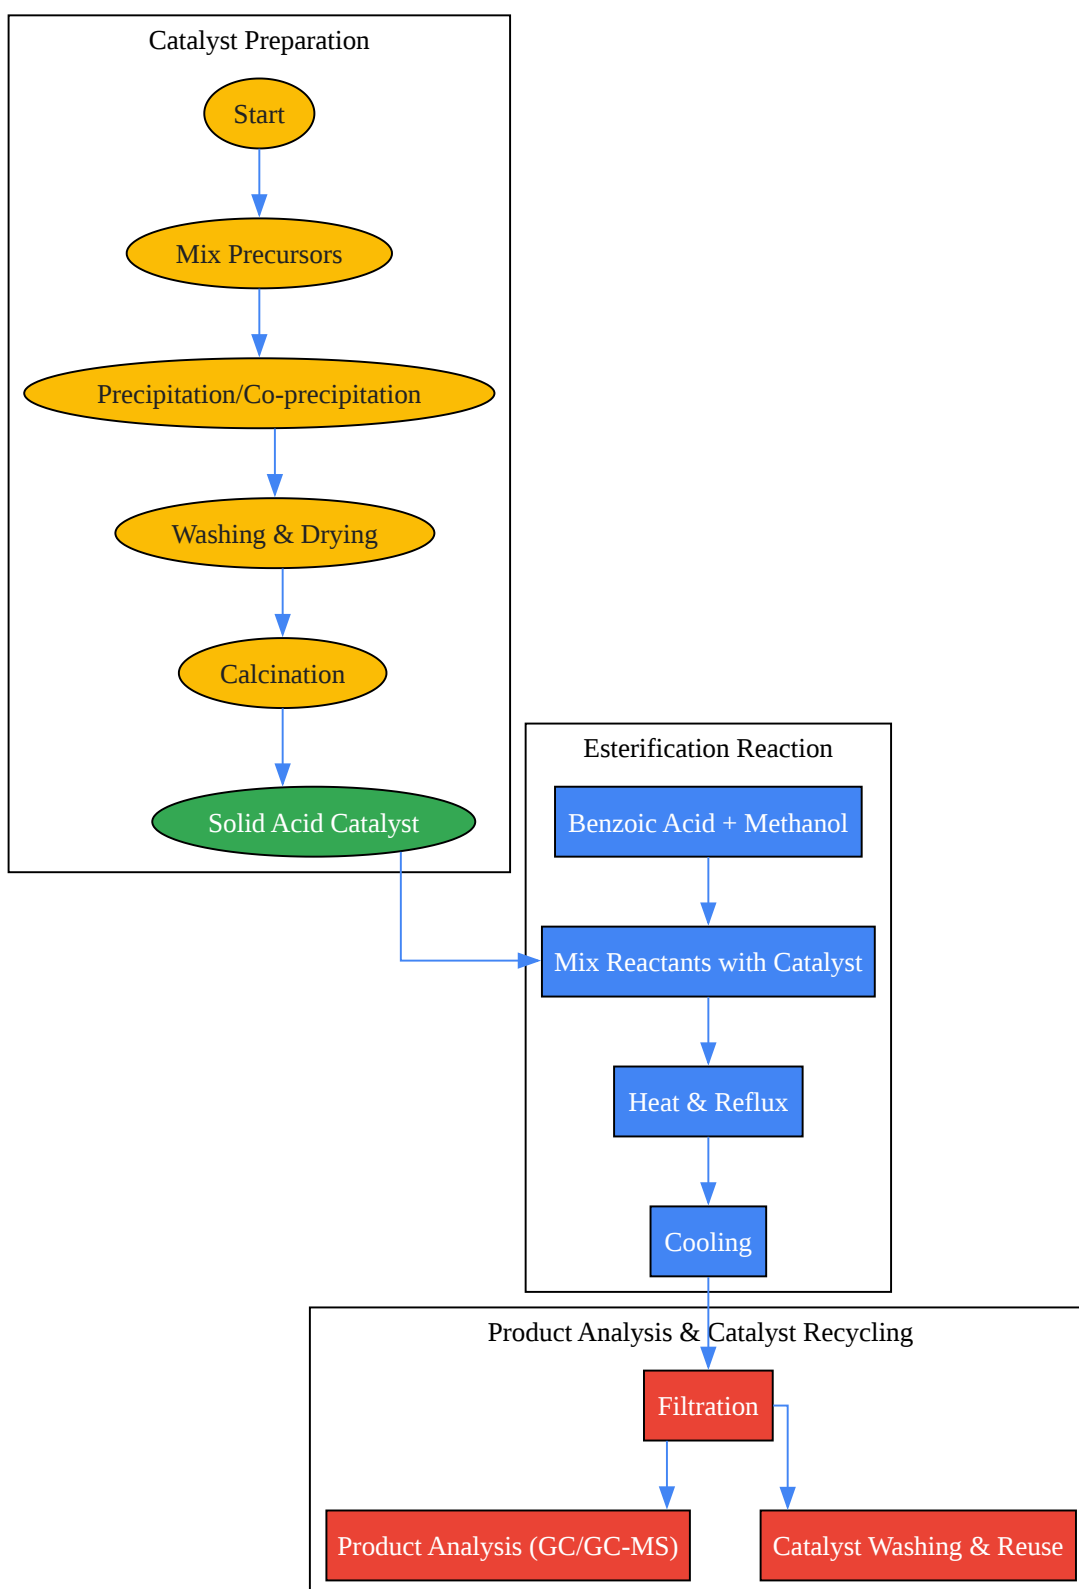 Catalyst Preparation
Start
Mix Precursors
Precipitation/Co-precipitation
Washing & Drying
Calcination
Solid Acid Catalyst
Esterification Reaction
Benzoic Acid + Methanol
Mix Reactants with Catalyst
Heat & Reflux
Cooling
Product Analysis & Catalyst Recycling
Filtration
Product Analysis (GC/GC-MS)
Catalyst Washing & Reuse